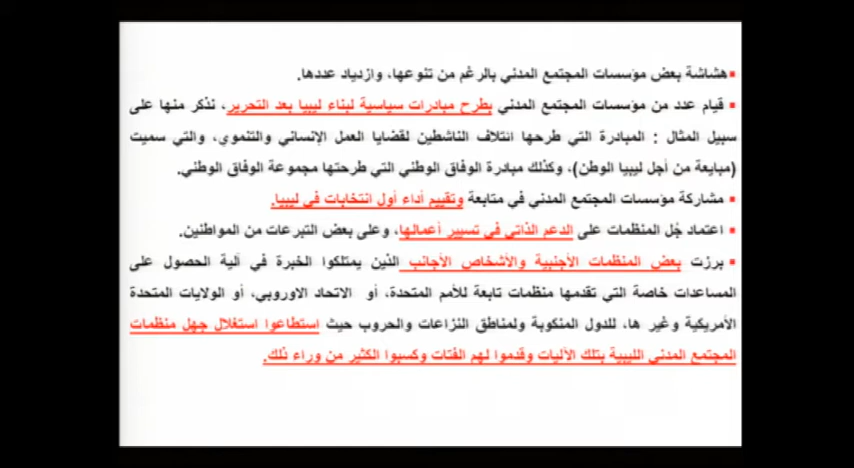 ▪هشاشة بعض مؤسسات المجتمع المدني بالرغم من تنوعها، وازدياد عددها.
▪ قيام عدد من مؤسسات المجتمع المدني بطرح مبادرات سياسية لبناء ليبيا بعد التحرير، نذكر منها على
سبيل المثال : المبادرة التي طرحها ائتلاف الناشطين لقضايا العمل الإنساني والتنموي، والتي سميت
(مبايعة من أجل ليبيا الوطن)، وكذلك مبادرة الوفاق الوطني التي طرحتها مجموعة الوفاق الوطني.
▪ مشاركة مؤسسات المجتمع المدني في متابعة وتقييم أداء أول انتخابات في ليبيا.
▪ اعتماد جُل المنظمات على الدعم الذاتي في تسيير أعمالها، وعلى بعض التبرعات من المواطنين.
▪ برزت بعض المنظمات الأجنبية والأشخاص الأجانب الذين يمتلكوا الخبرة في آلية الحصول على
المساعدات خاصة التي تقدمها منظمات تابعة للأمم المتحدة، أو الاتحاد الاوروبي، أو الولايات المتحدة
الأمريكية وغير ها، للدول المنكوبة ولمناطق النزاعات والحروب حيث استطاعوا استغلال جهل منظمات
المجتمع المدني الليبية بتلك الآليات وقدموا لهم الفتات وكسبوا الكثير من وراء ذلك.